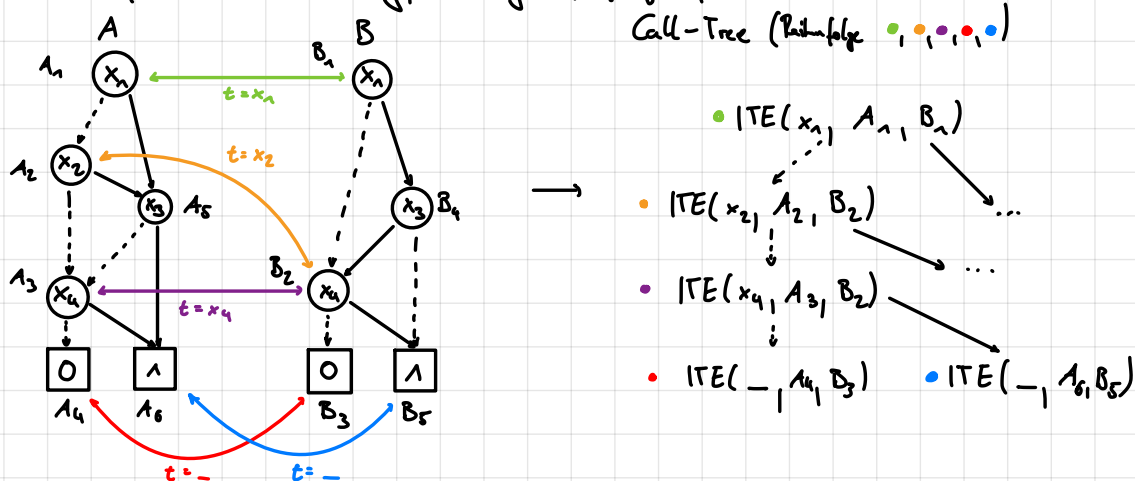 Call-Tree (Reihenfolge , , , , )
A
B
A₁
x₁
t=x₁
B₁
x₁
ITE(x₁, A₁, B₁)
A₂
x₂
t=x₂
x₃
A₅
x₃
B₄
ITE(x₂, A₂, B₂)
...
...
A₃
x₄
t=x₄
B₂
x₄
ITE(x₄, A₃, B₂)
0
1
0
1
ITE(_, A₄, B₃)
ITE(_, A₆, B₅)
A₄
A₆
B₃
B₅
t=_
t=_